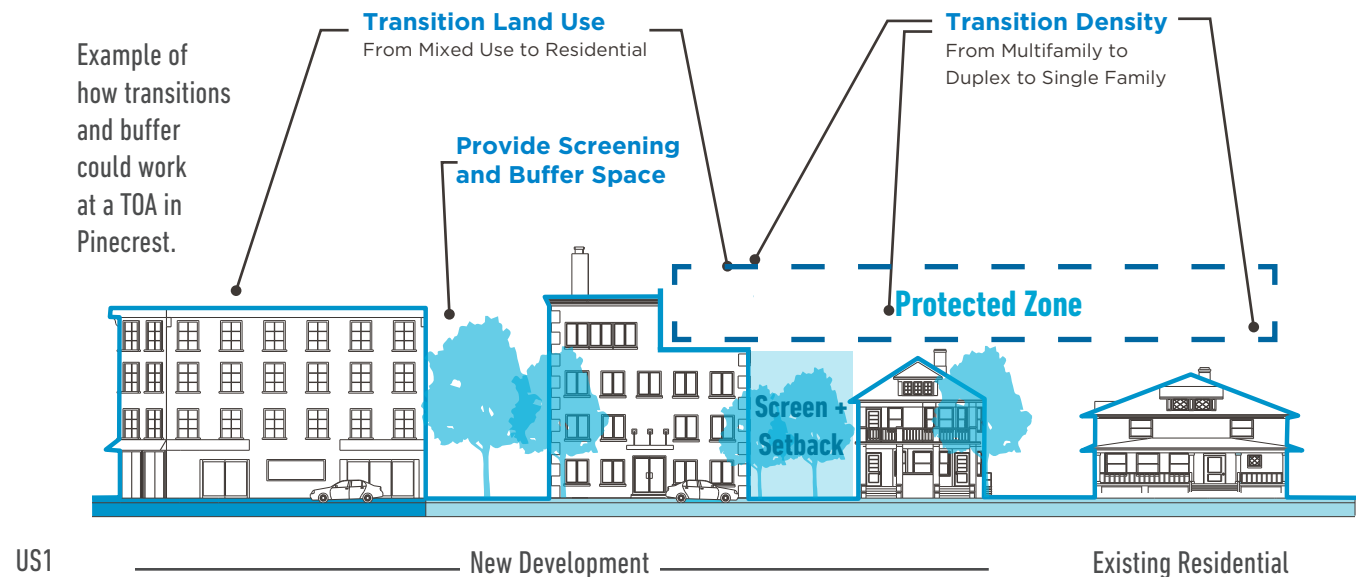 Example of
how transitions
and buffer
could work
at a TOA in
Pinecrest.
Transition Land Use
From Mixed Use to Residential
Transition Density
From Multifamily to
Duplex to Single Family
Provide Screening
and Buffer Space
Protected Zone
Screen +
Setback
US1
New Development
Existing Residential